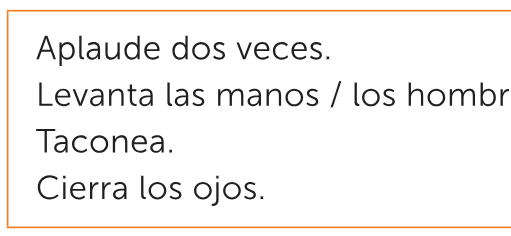 Aplaude dos veces.
Levanta las manos / los hombr
Taconea.
Cierra los ojos.